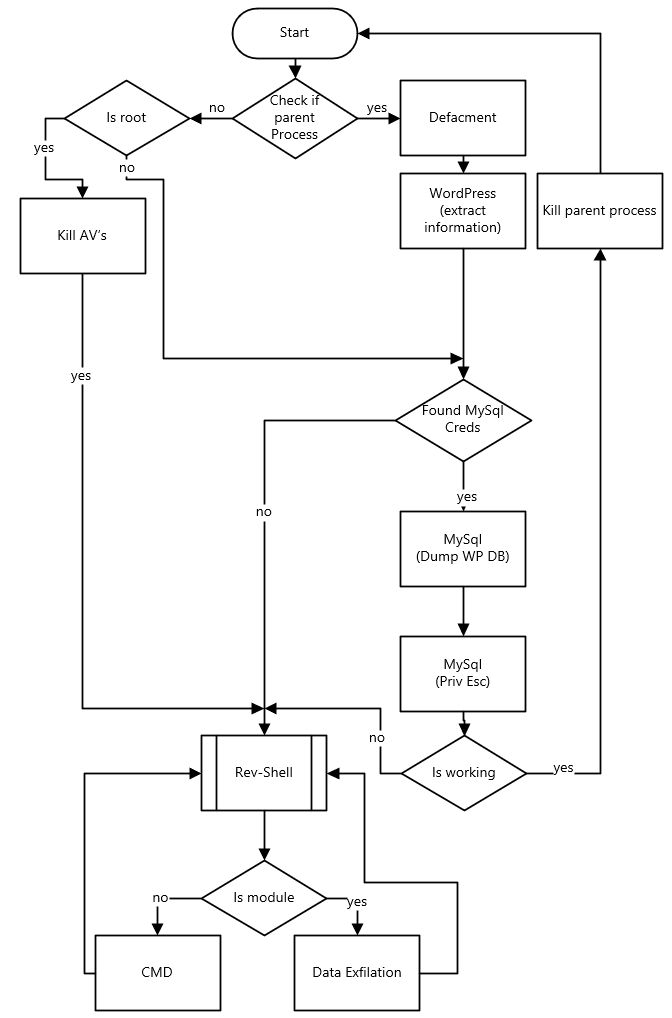 Start
Check if
parent
Process
no
yes
Is root
Defacment
yes
no
WordPress
(extract
information)
Kill parent process
Kill AV's
yes
Found MySql
Creds
no
yes
MySql
(Dump WP DB)
MySql
(Priv Esc)
no
Is working
yes
Rev-Shell
Is module
no
yes
CMD
Data Exfilation